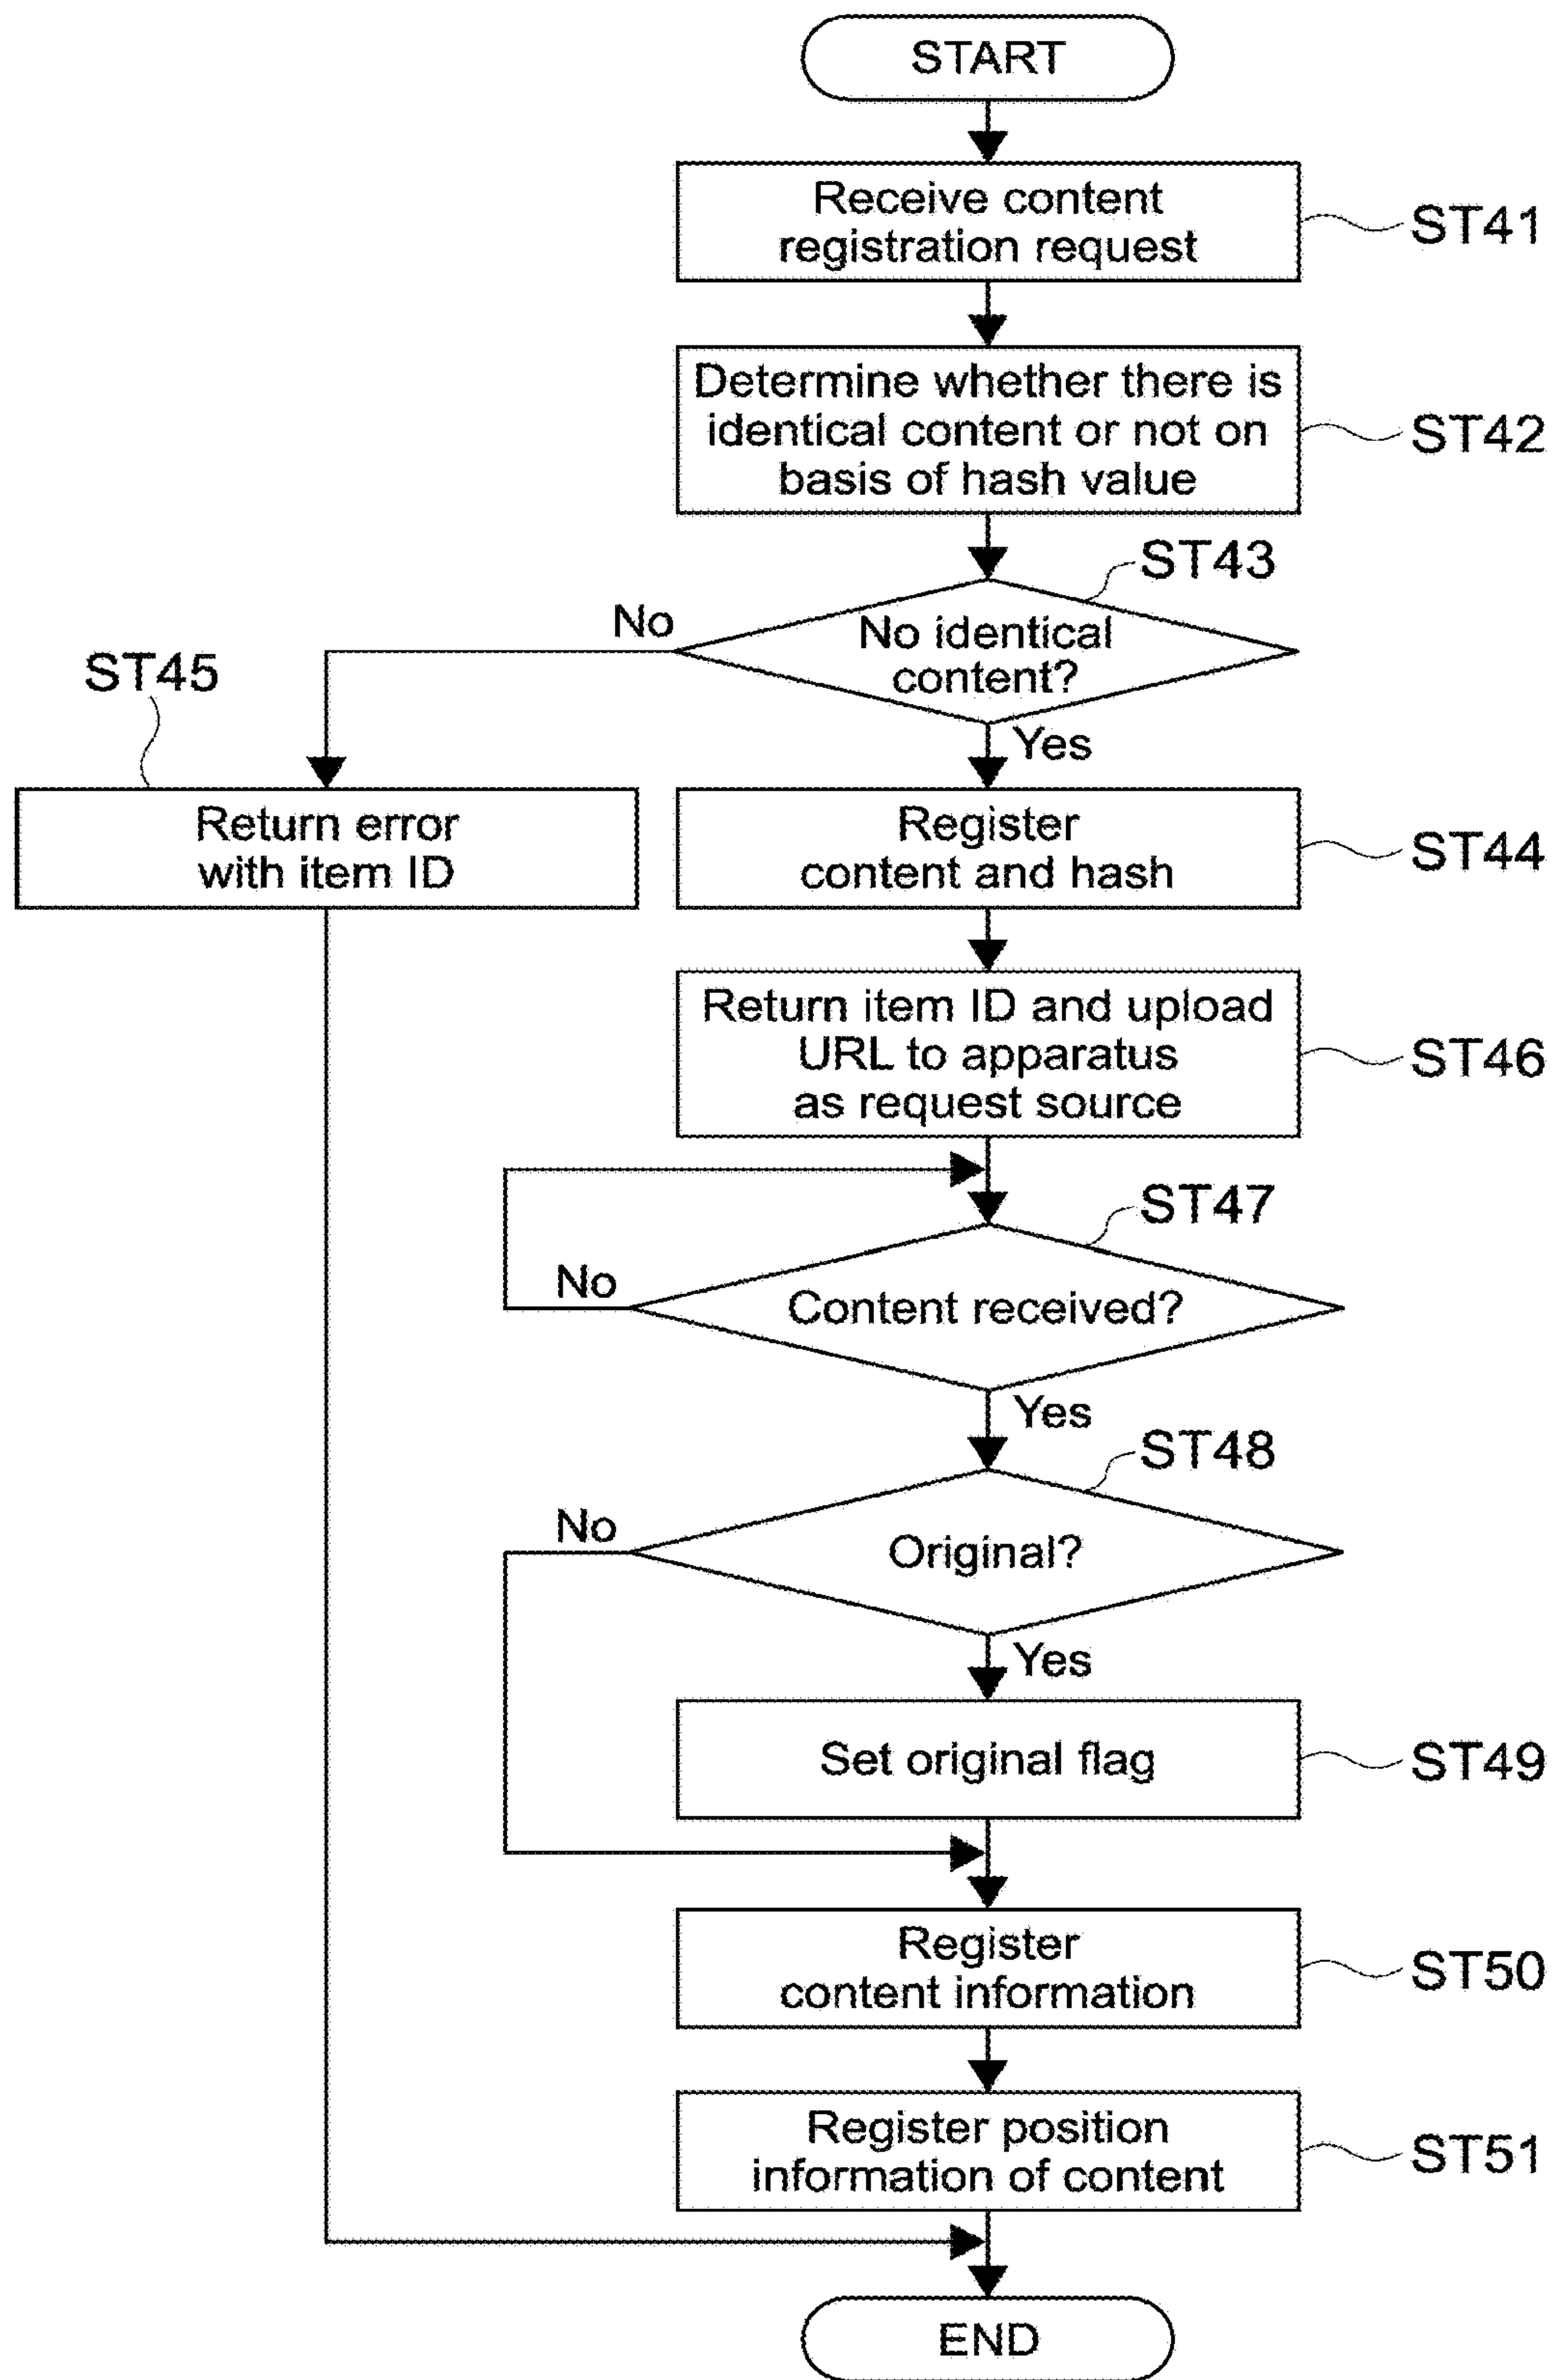 START
Receive content
registration request
ST41
Determine whether there is
identical content or not on
basis of hash value
ST42
ST43
No identical
content?
No
Yes
ST45
Return error
with item ID
Register
content and hash
ST44
Return item ID and upload
URL to apparatus
as request source
ST46
ST47
Content received?
No
Yes
ST48
Original?
No
Yes
Set original flag
ST49
Register
content information
ST50
Register position
information of content
ST51
END